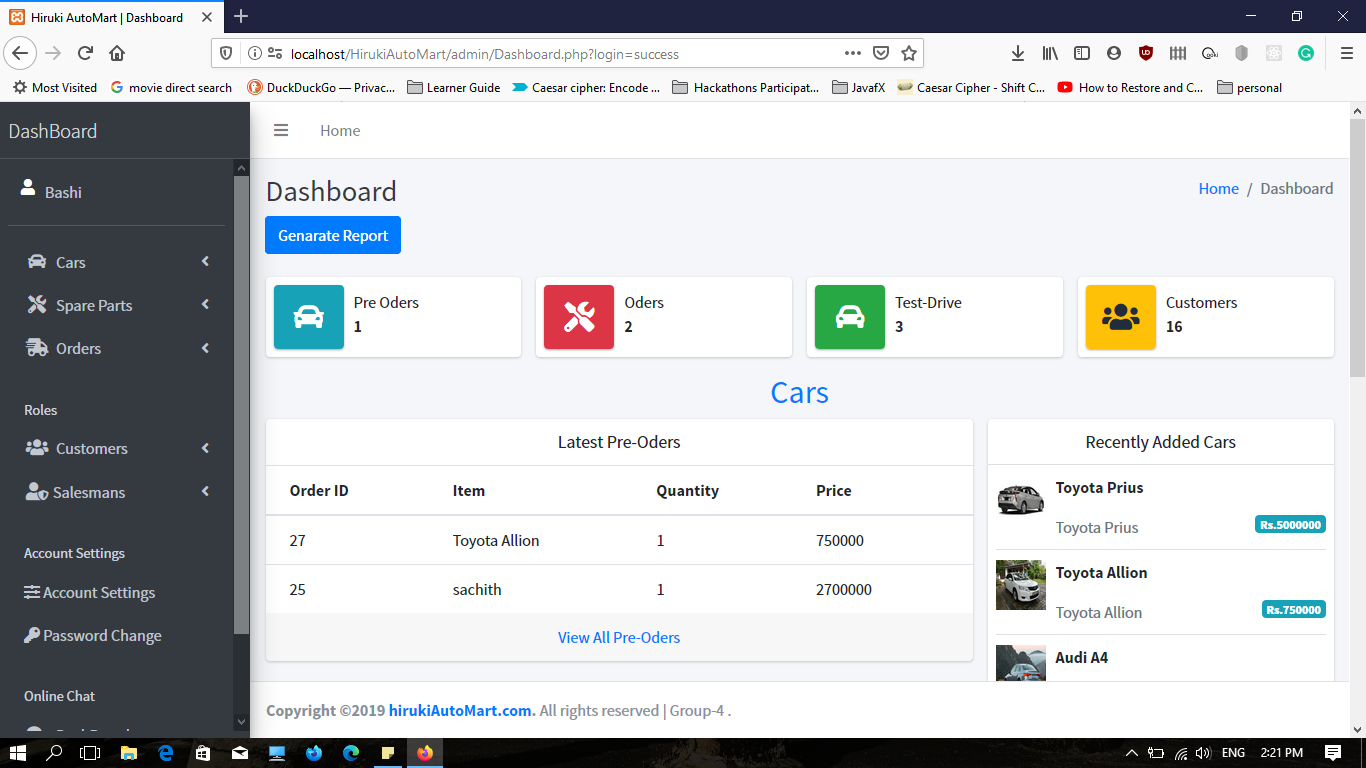 Hiruki AutoMart | Dashboard
localhost/HirukiAutoMart/admin/Dashboard.php?login=success
Most Visited
movie direct search
DuckDuckGo — Privac...
Learner Guide
Caesar cipher: Encode ...
Hackathons Participat...
JavafX
Caesar Cipher - Shift C...
How to Restore and C...
personal
DashBoard
Bashi
Cars
Spare Parts
Orders
Roles
Customers
Salesmans
Account Settings
Account Settings
Password Change
Online Chat
Home
Dashboard
Home / Dashboard
Genarate Report
Pre Oders
1
Oders
2
Test-Drive
3
Customers
16
Cars
Latest Pre-Oders
Order ID Item Quantity Price
27 Toyota Allion 1 750000
25 sachith 1 2700000
View All Pre-Oders
Recently Added Cars
Toyota Prius
Toyota Prius Rs.5000000
Toyota Allion
Toyota Allion Rs.750000
Audi A4
Copyright ©2019 hirukiAutoMart.com. All rights reserved | Group-4 .
ENG 2:21 PM